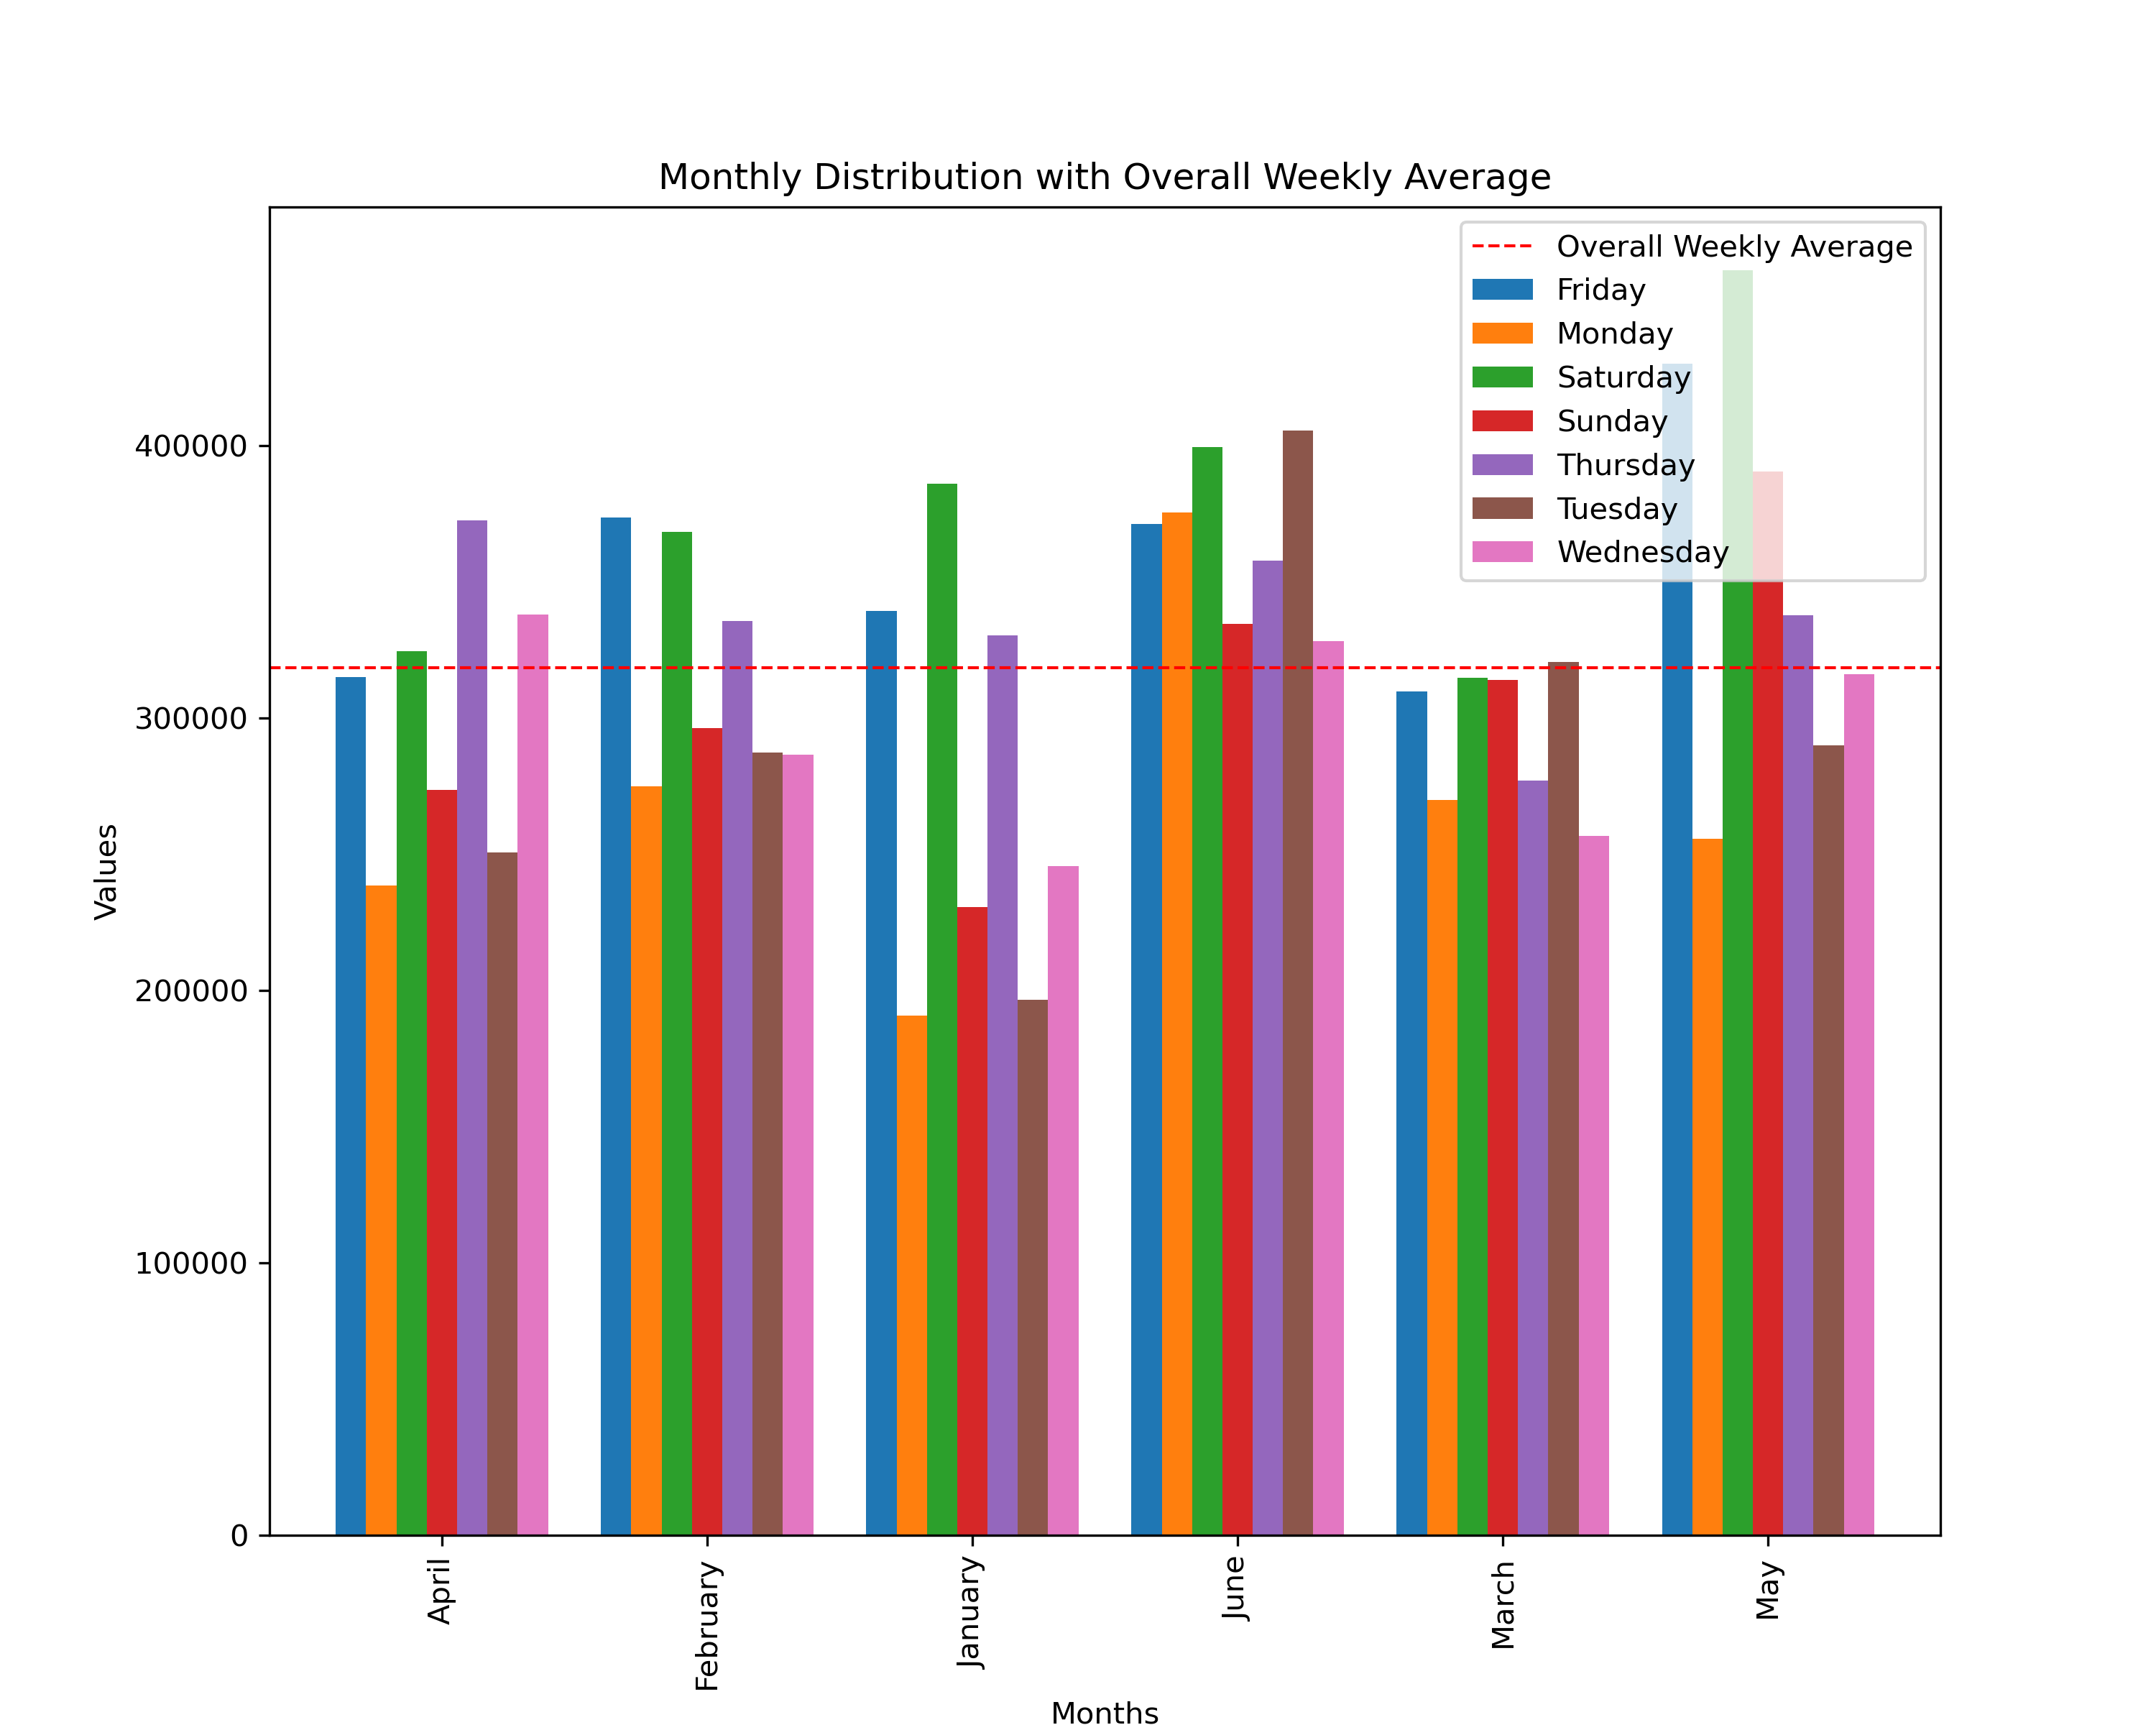 Monthly Distribution with Overall Weekly Average
Overall Weekly Average
Friday
Monday
Saturday
Sunday
Thursday
Tuesday
Wednesday
400000
300000
200000
100000
0
Values
April
February
January
June
March
May
Months